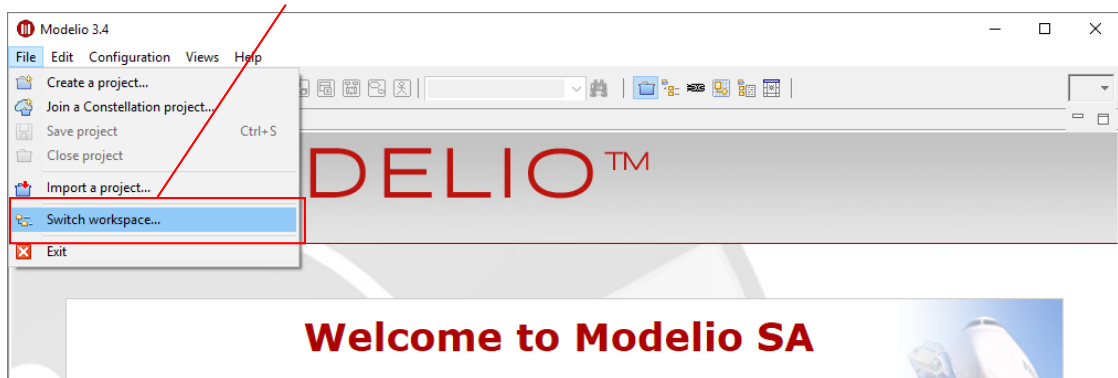 Modelio 3.4
File Edit Configuration Views Help
Create a project...
Join a Constellation project...
Save project Ctrl+S
Close project
Import a project...
Switch workspace...
Exit
DELIO™
Welcome to Modelio SA